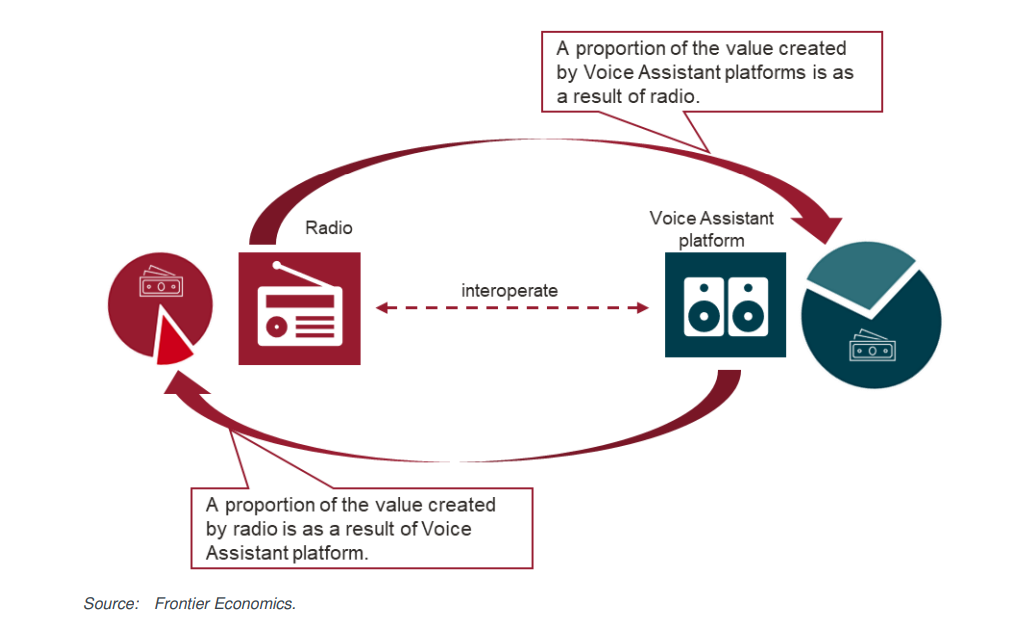 A proportion of the value created
by Voice Assistant platforms is as
a result of radio.
Radio
Voice Assistant
platform
interoperate
A proportion of the value created
by radio is as a result of Voice
Assistant platform.
Source: Frontier Economics.